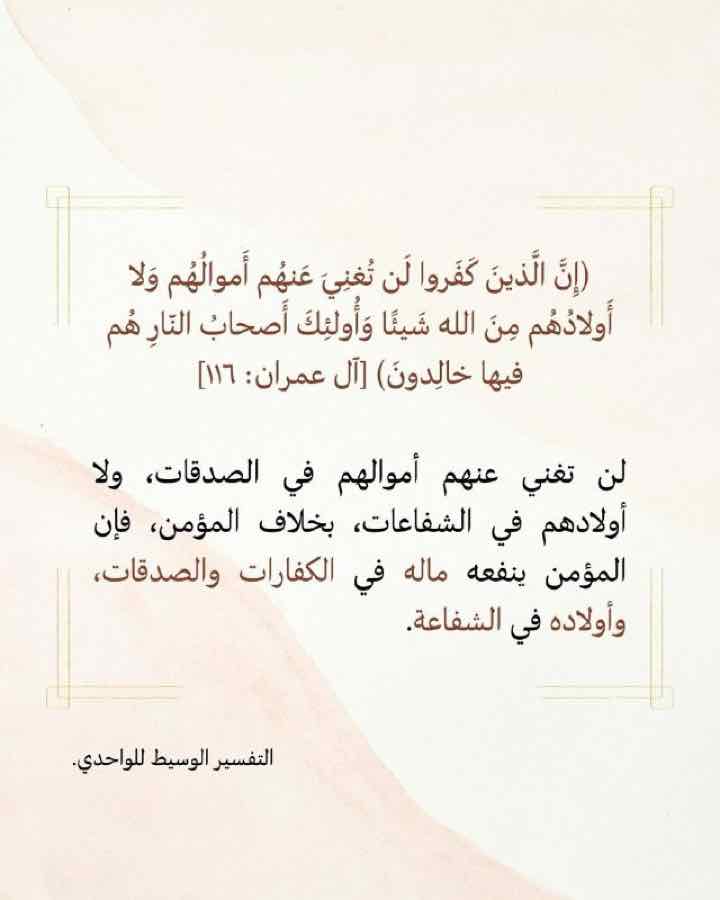 (إِنَّ الَّذينَ كَفَروا لَن تُغنِيَ عَنهُم أَموالُهُم وَلا
أَولادُهُم مِنَ الله شَيئًا وَأُولئِكَ أَصحابُ النّارِ هُم
فيها خالِدونَ) [آل عمران: ١١٦]
لن تغني عنهم أموالهم في الصدقات، ولا
أولادهم في الشفاعات، بخلاف المؤمن، فإن
المؤمن ينفعه ماله في الكفارات والصدقات،
وأولاده في الشفاعة.
التفسير الوسيط للواحدي.